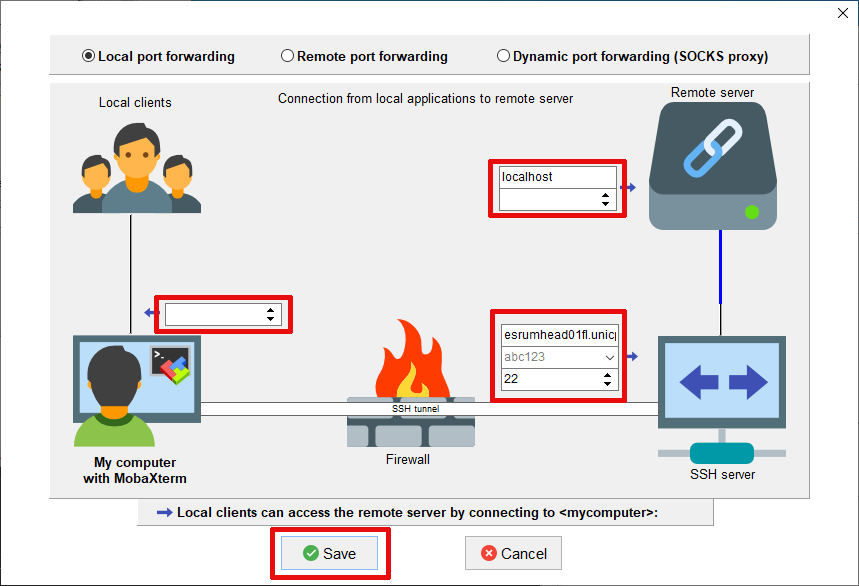 Local port forwarding
Remote port forwarding
Dynamic port forwarding (SOCKS proxy)
Local clients
Connection from local applications to remote server
Remote server
localhost
esrumhead01fl.unicp
abc123
22
SSH tunnel
Firewall
My computer
with MobaXterm
SSH server
Local clients can access the remote server by connecting to <mycomputer>:
Save
Cancel